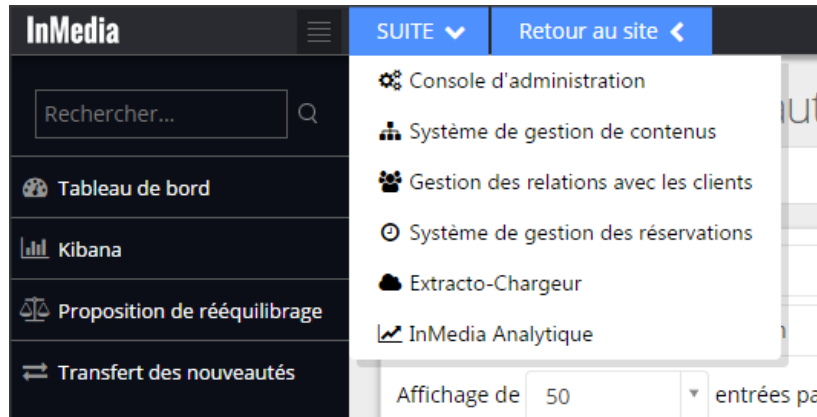 InMedia
SUITE
Retour au site
Rechercher...
Tableau de bord
Kibana
Proposition de rééquilibrage
Transfert des nouveautés
Console d'administration
Système de gestion de contenus
Gestion des relations avec les clients
Système de gestion des réservations
Extracto-Chargeur
InMedia Analytique
Affichage de 50 entrées